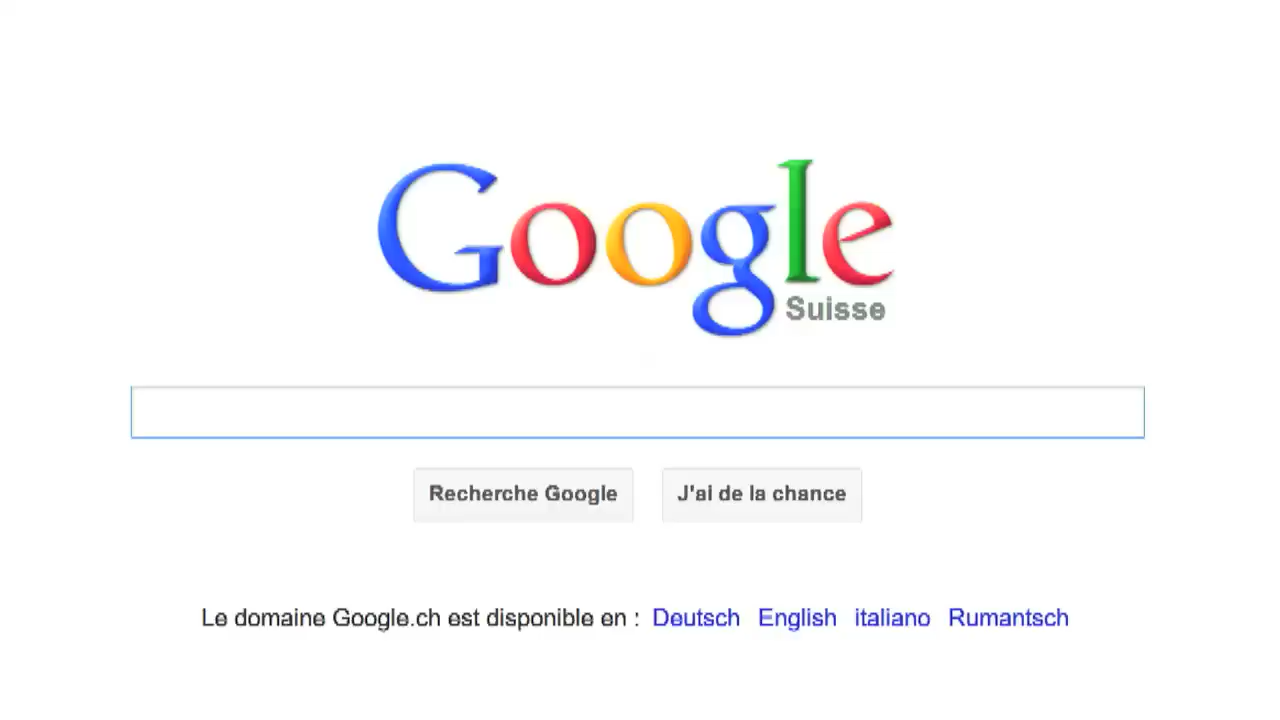 Google
Suisse
Recherche Google J'ai de la chance
Le domaine Google.ch est disponible en : Deutsch English italiano Rumantsch